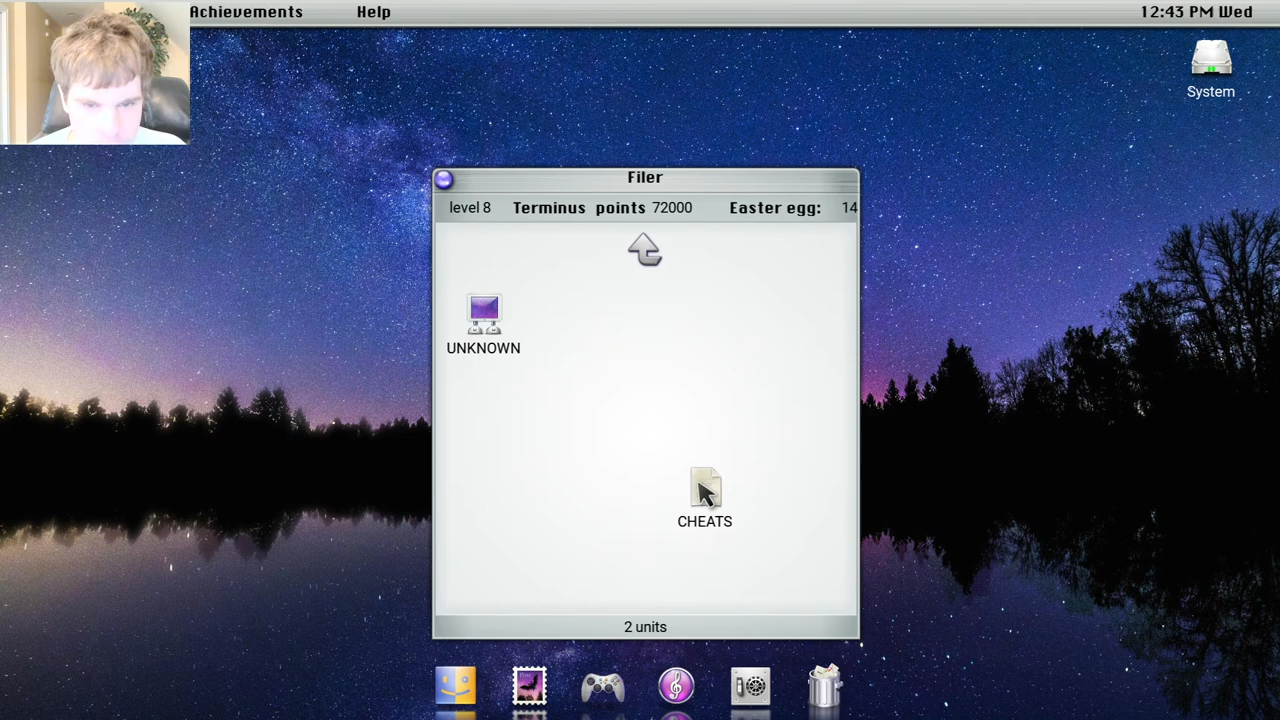 Achievements Help 12:43 PM Wed
System
Filer
level 8 Terminus points 72000 Easter egg: 14
UNKNOWN
CHEATS
2 units